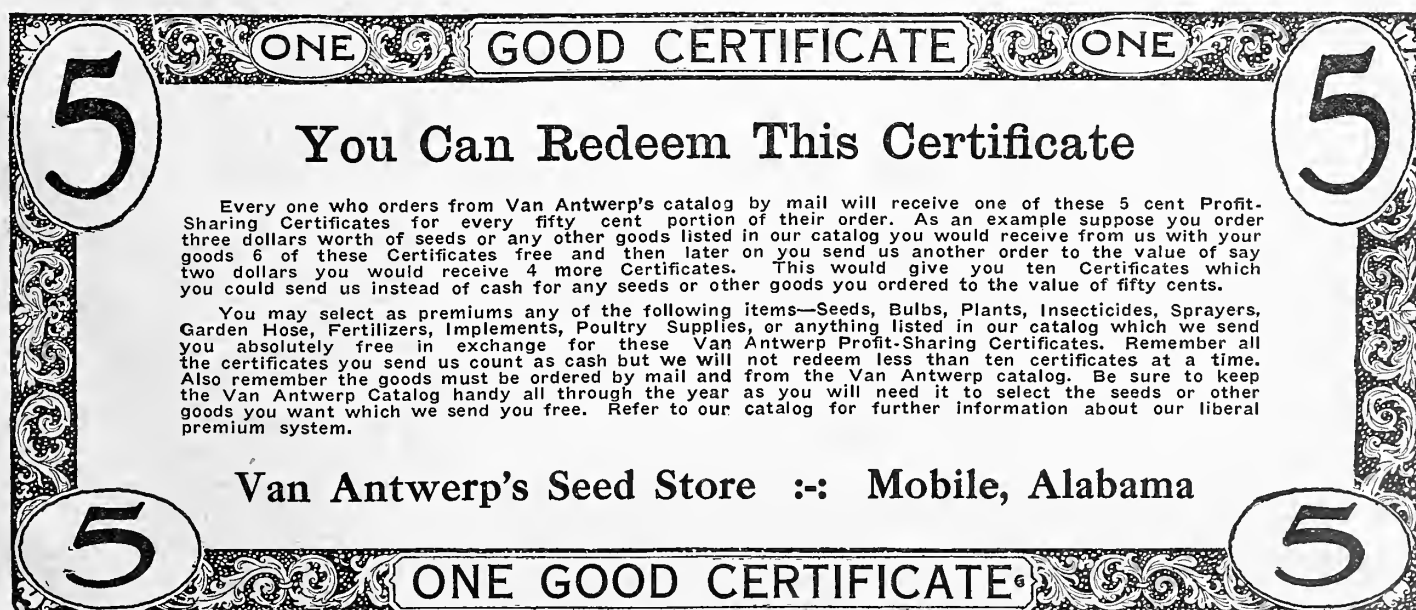 5 ONE GOOD CERTIFICATE ONE 5
You Can Redeem This Certificate
Every one who orders from Van Antwerp's catalog by mail will receive one of these 5 cent Profit-
Sharing Certificates for every fifty cent portion of their order. As an example suppose you order
three dollars worth of seeds or any other goods listed in our catalog you would receive from us with your
goods 6 of these Certificates free and then later on you send us another order to the value of say
two dollars you would receive 4 more Certificates. This would give you ten Certificates which
you could send us instead of cash for any seeds or other goods you ordered to the value of fifty cents.
You may select as premiums any of the following items—Seeds, Bulbs, Plants, Insecticides, Sprayers,
Garden Hose, Fertilizers, Implements, Poultry Supplies, or anything listed in our catalog which we send
you absolutely free in exchange for these Van Antwerp Profit-Sharing Certificates. Remember all
the certificates you send us count as cash but we will not redeem less than ten certificates at a time.
Also remember the goods must be ordered by mail and from the Van Antwerp catalog. Be sure to keep
the Van Antwerp Catalog handy all through the year as you will need it to select the seeds or other
goods you want which we send you free. Refer to our catalog for further information about our liberal
premium system.
Van Antwerp's Seed Store :-: Mobile, Alabama
5 ONE GOOD CERTIFICATE 6 5